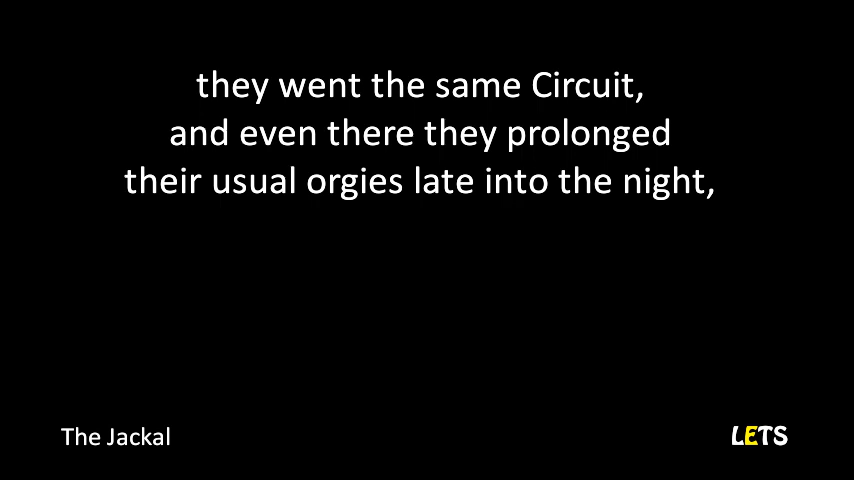 they went the same Circuit,
and even there they prolonged
their usual orgies late into the night,
The Jackal
LETS